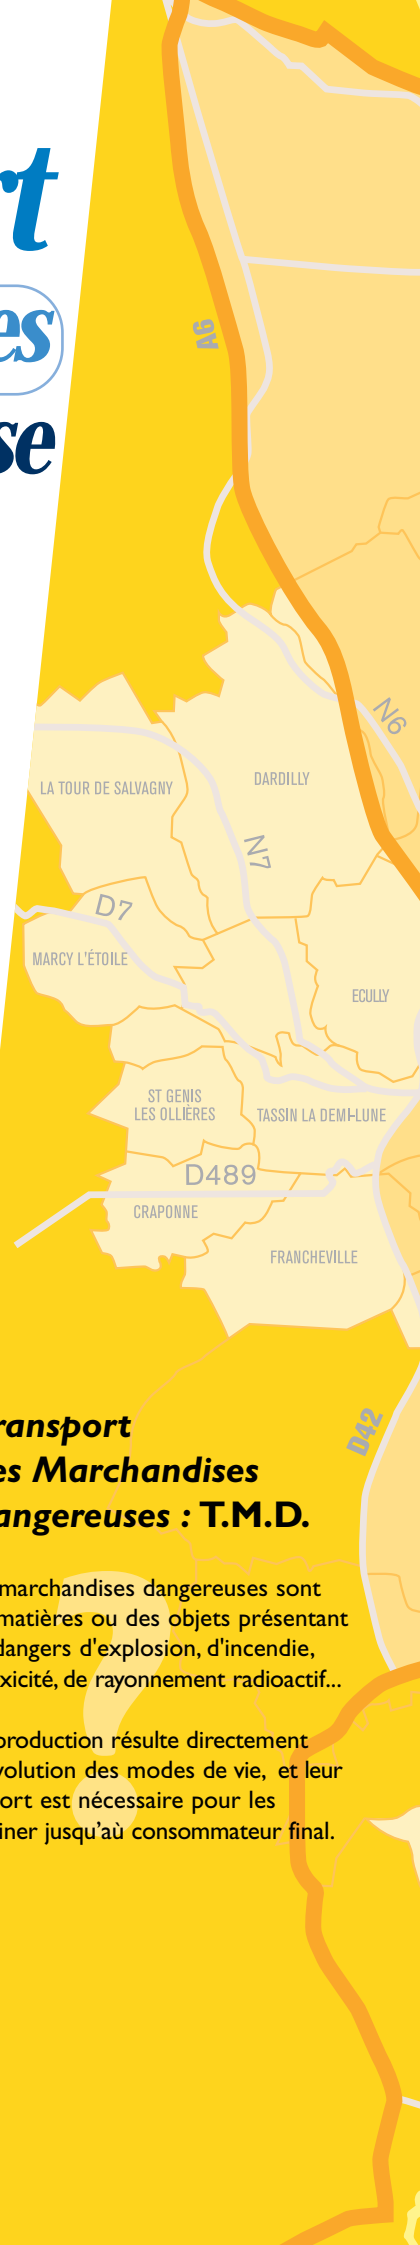 rt
es
se
A6
N6
LA TOUR DE SALVAGNY
DARDILLY
N7
D7
MARCY L'ÉTOILE
ECULLY
ST GENIS
LES OLLIÈRES
TASSIN LA DEMI-LUNE
D489
CRAPONNE
FRANCHEVILLE
D42
ransport
es Marchandises
angereuses : T.M.D.
marchandises dangereuses sont
matières ou des objets présentant
dangers d'explosion, d'incendie,
xicité, de rayonnement radioactif...
production résulte directement
volution des modes de vie, et leur
ort est nécessaire pour les
iner jusqu'aù consommateur final.
?